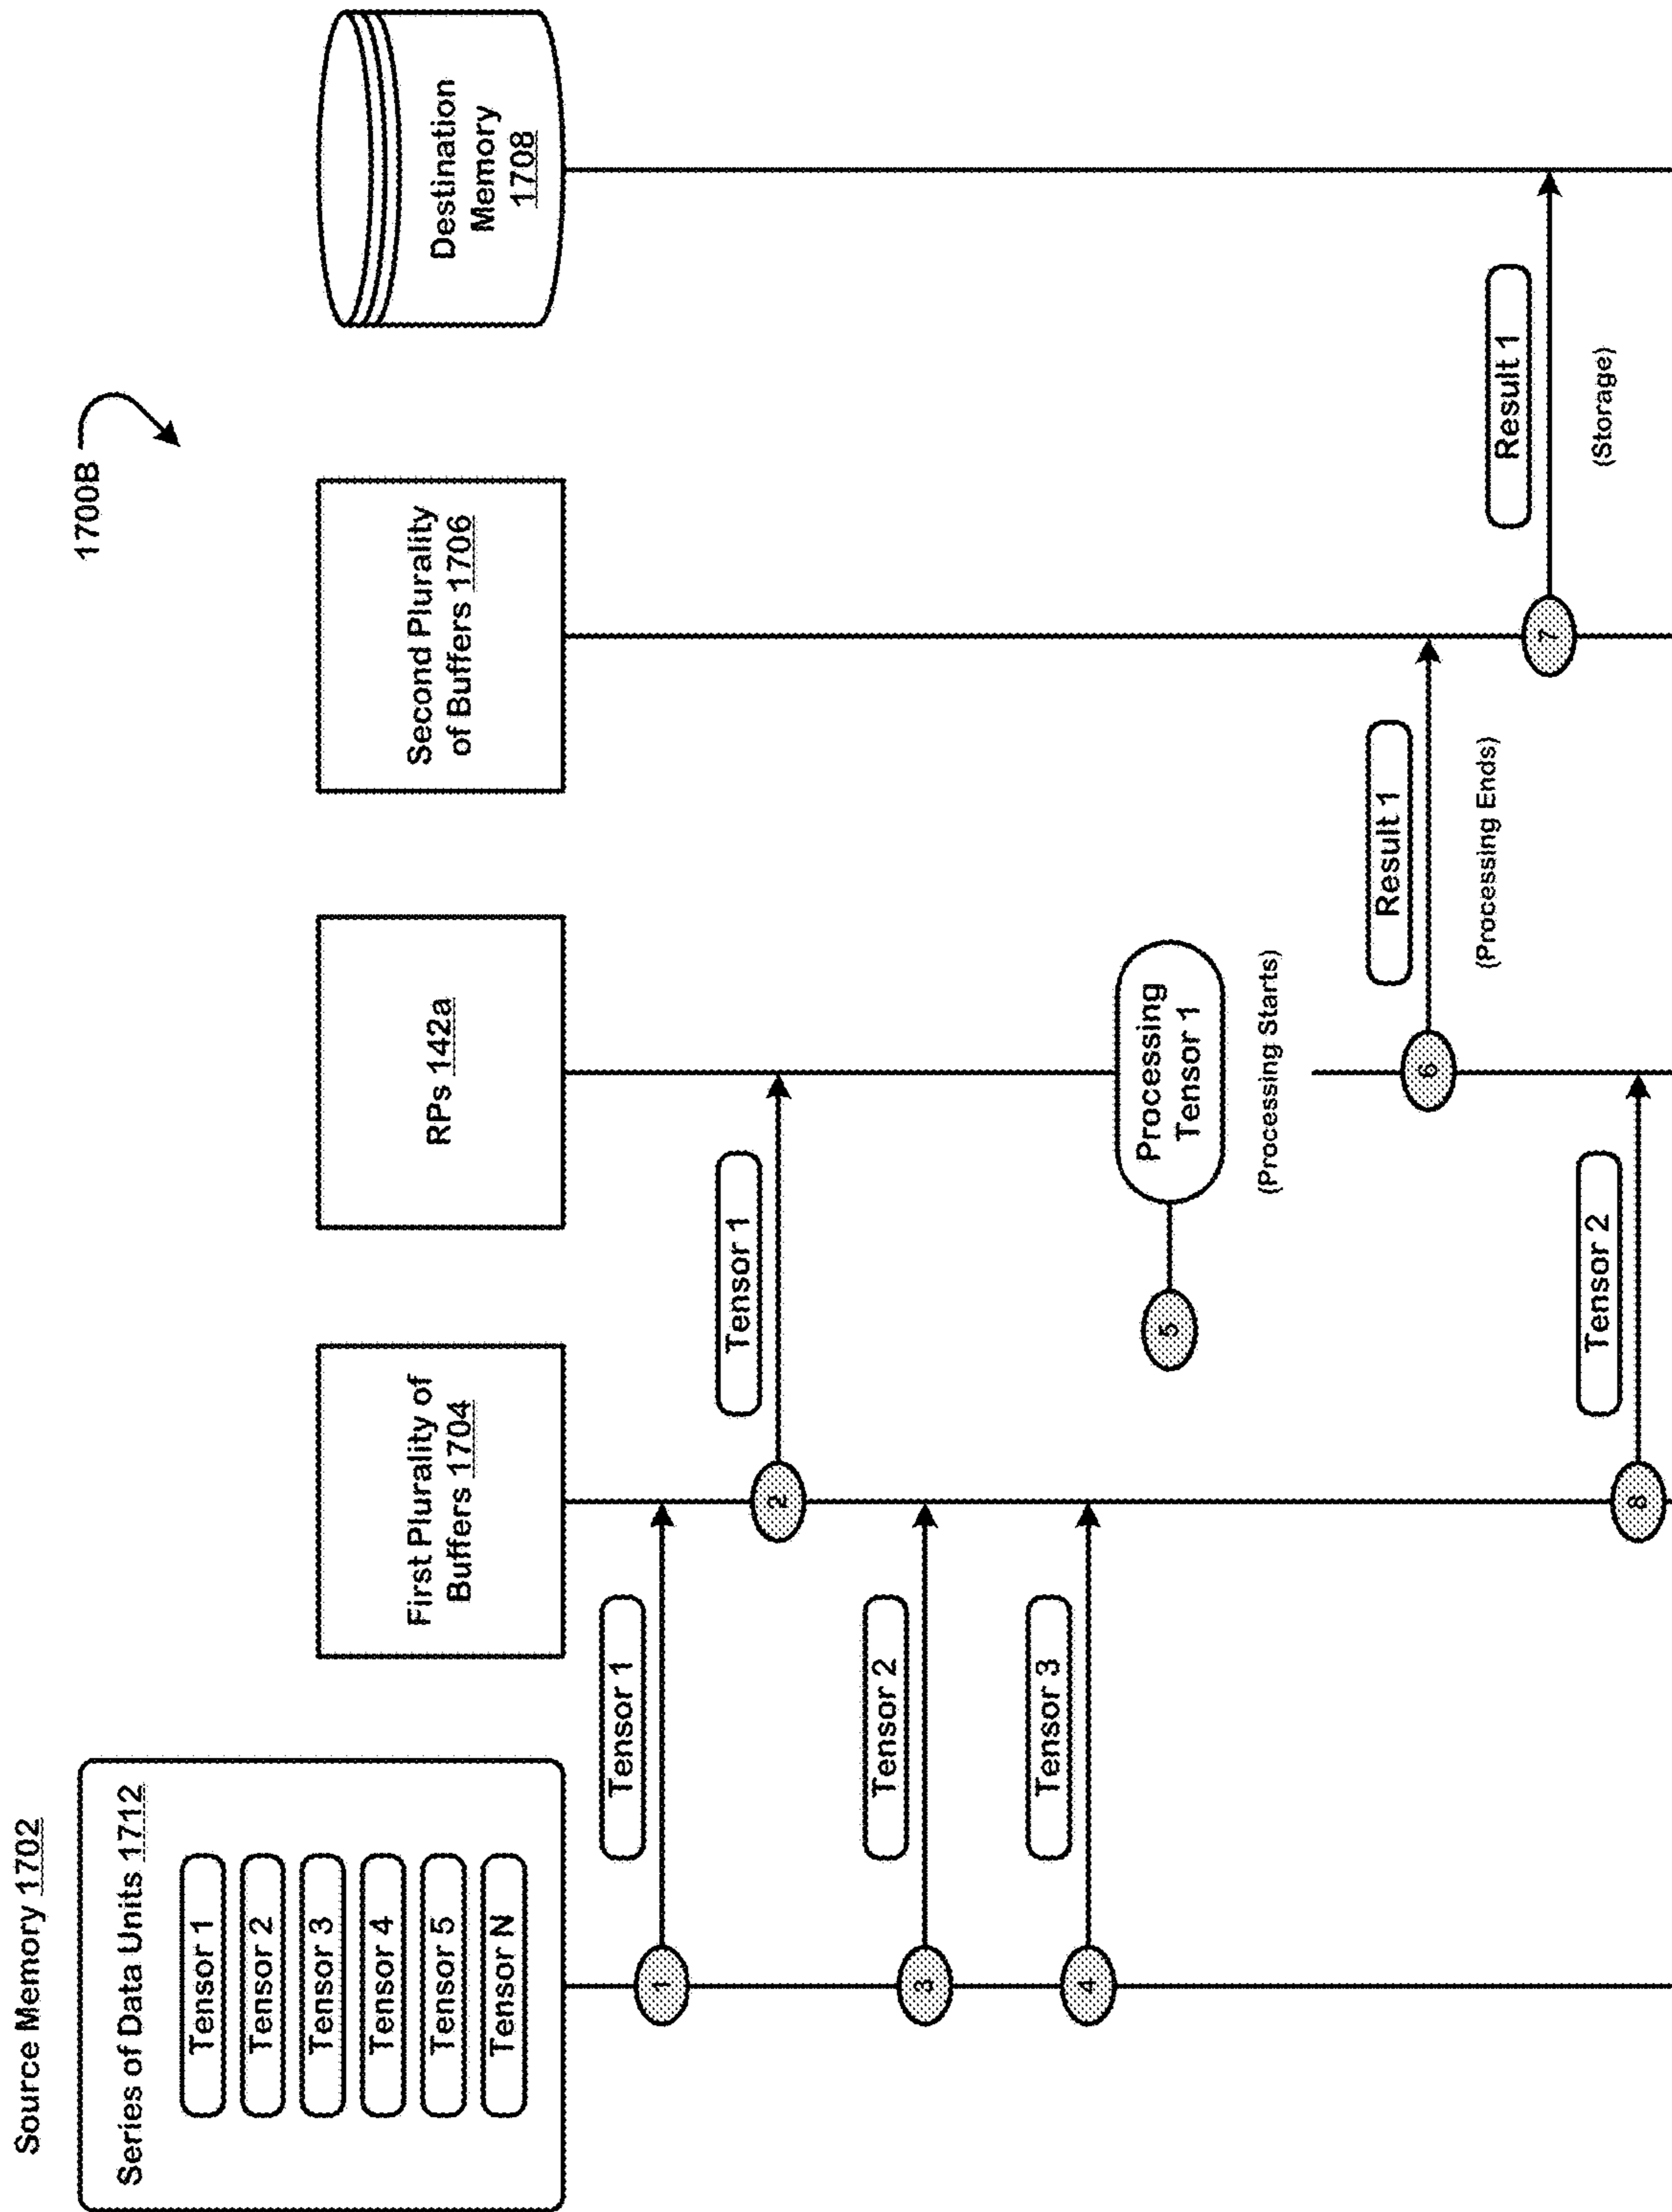 1700B
Source Memory 1702
Series of Data Units 1712
Tensor 1
Tensor 2
Tensor 3
Tensor 4
Tensor 5
Tensor N
First Plurality of
Buffers 1704
RPs 142a
Second Plurality
of Buffers 1706
Destination
Memory
1708
1
Tensor 1
2
Tensor 1
3
Tensor 2
4
Tensor 3
5
Processing
Tensor 1
(Processing Starts)
6
Result 1
(Processing Ends)
7
Result 1
(Storage)
8
Tensor 2